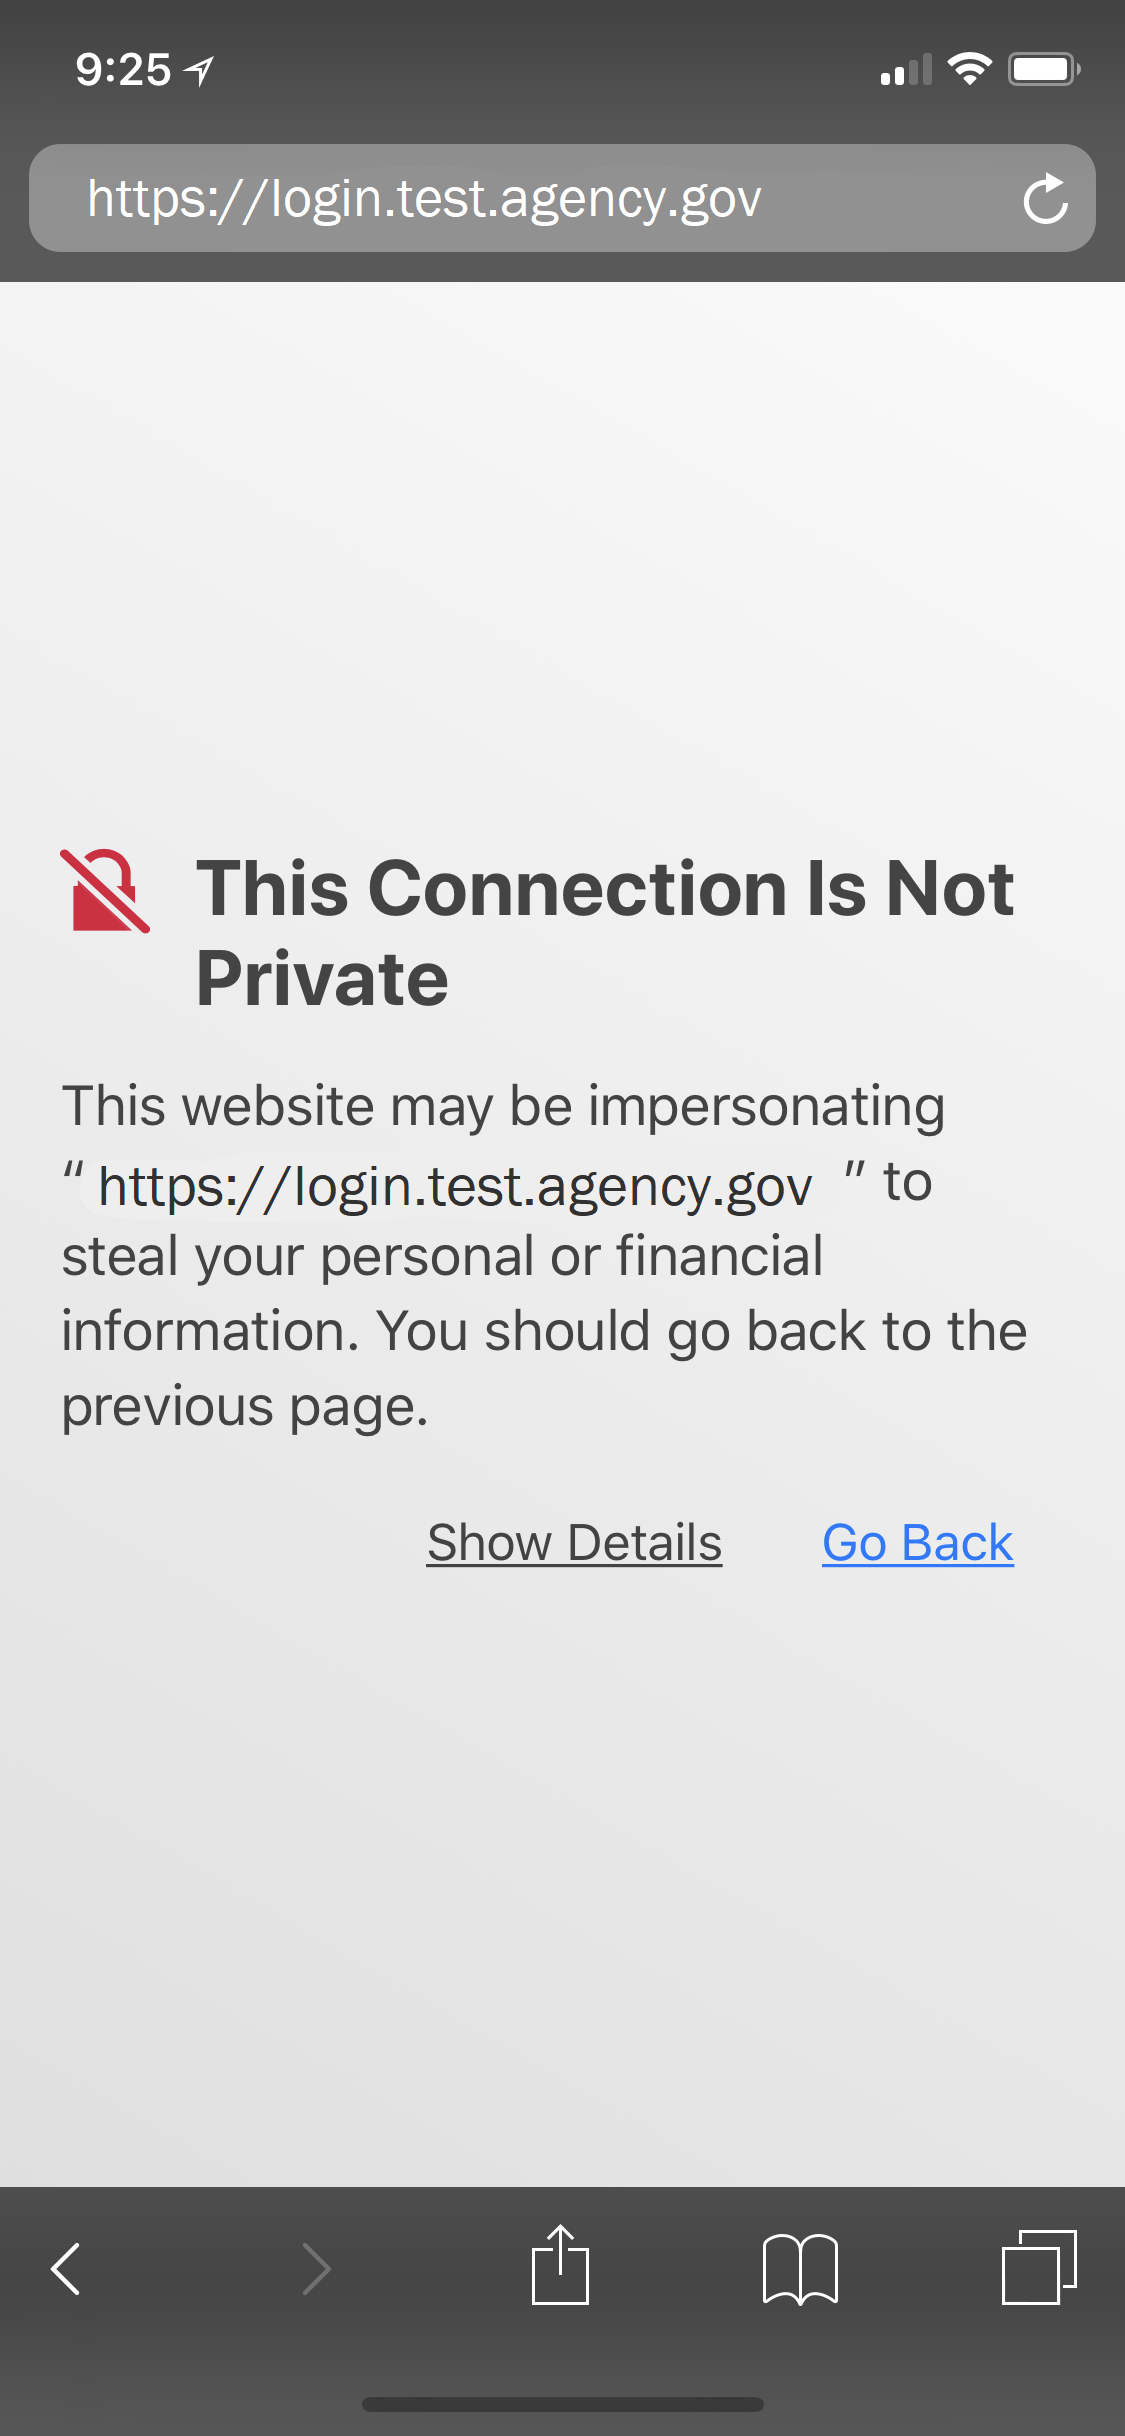 9:25
https://login.test.agency.gov
This Connection Is Not
Private
This website may be impersonating
“ https://login.test.agency.gov ” to
steal your personal or financial
information. You should go back to the
previous page.
Show Details Go Back